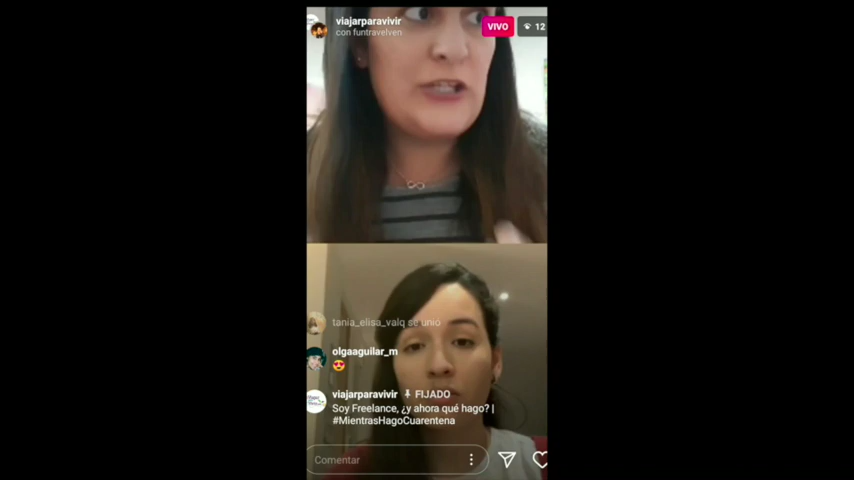 viajarparavivir
con funtravelven
VIVO
12
tania_elisa_valq se unió
olgaaguilar_m
viajarparavivir FIJADO
Soy Freelance, ¿y ahora qué hago? |
#MientrasHagoCuarentena
Comentar